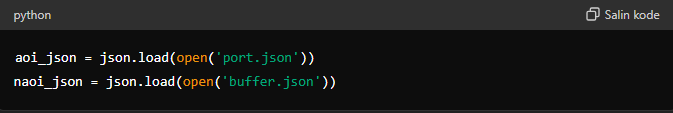 python
Salin kode
aoi_json = json.load(open('port.json'))
naoi_json = json.load(open('buffer.json'))